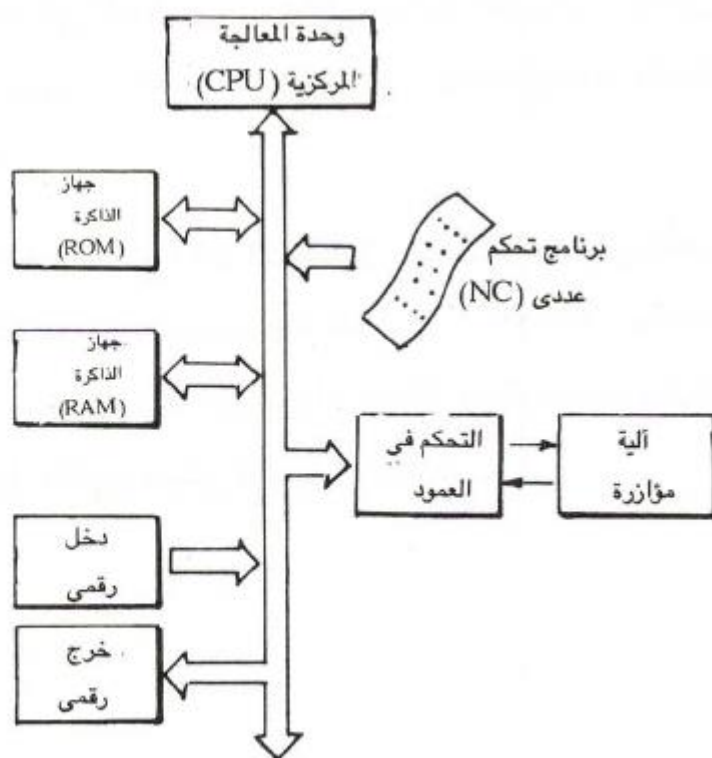 وحدة المعالجة
المركزية (CPU)
جهاز
الذاكرة
(ROM)
برنامج تحكم
عددى (NC)
جهاز
الذاكرة
(RAM)
التحكم في
العمود
آلية
مؤازرة
دخل
رقمى
خرج
رقمى